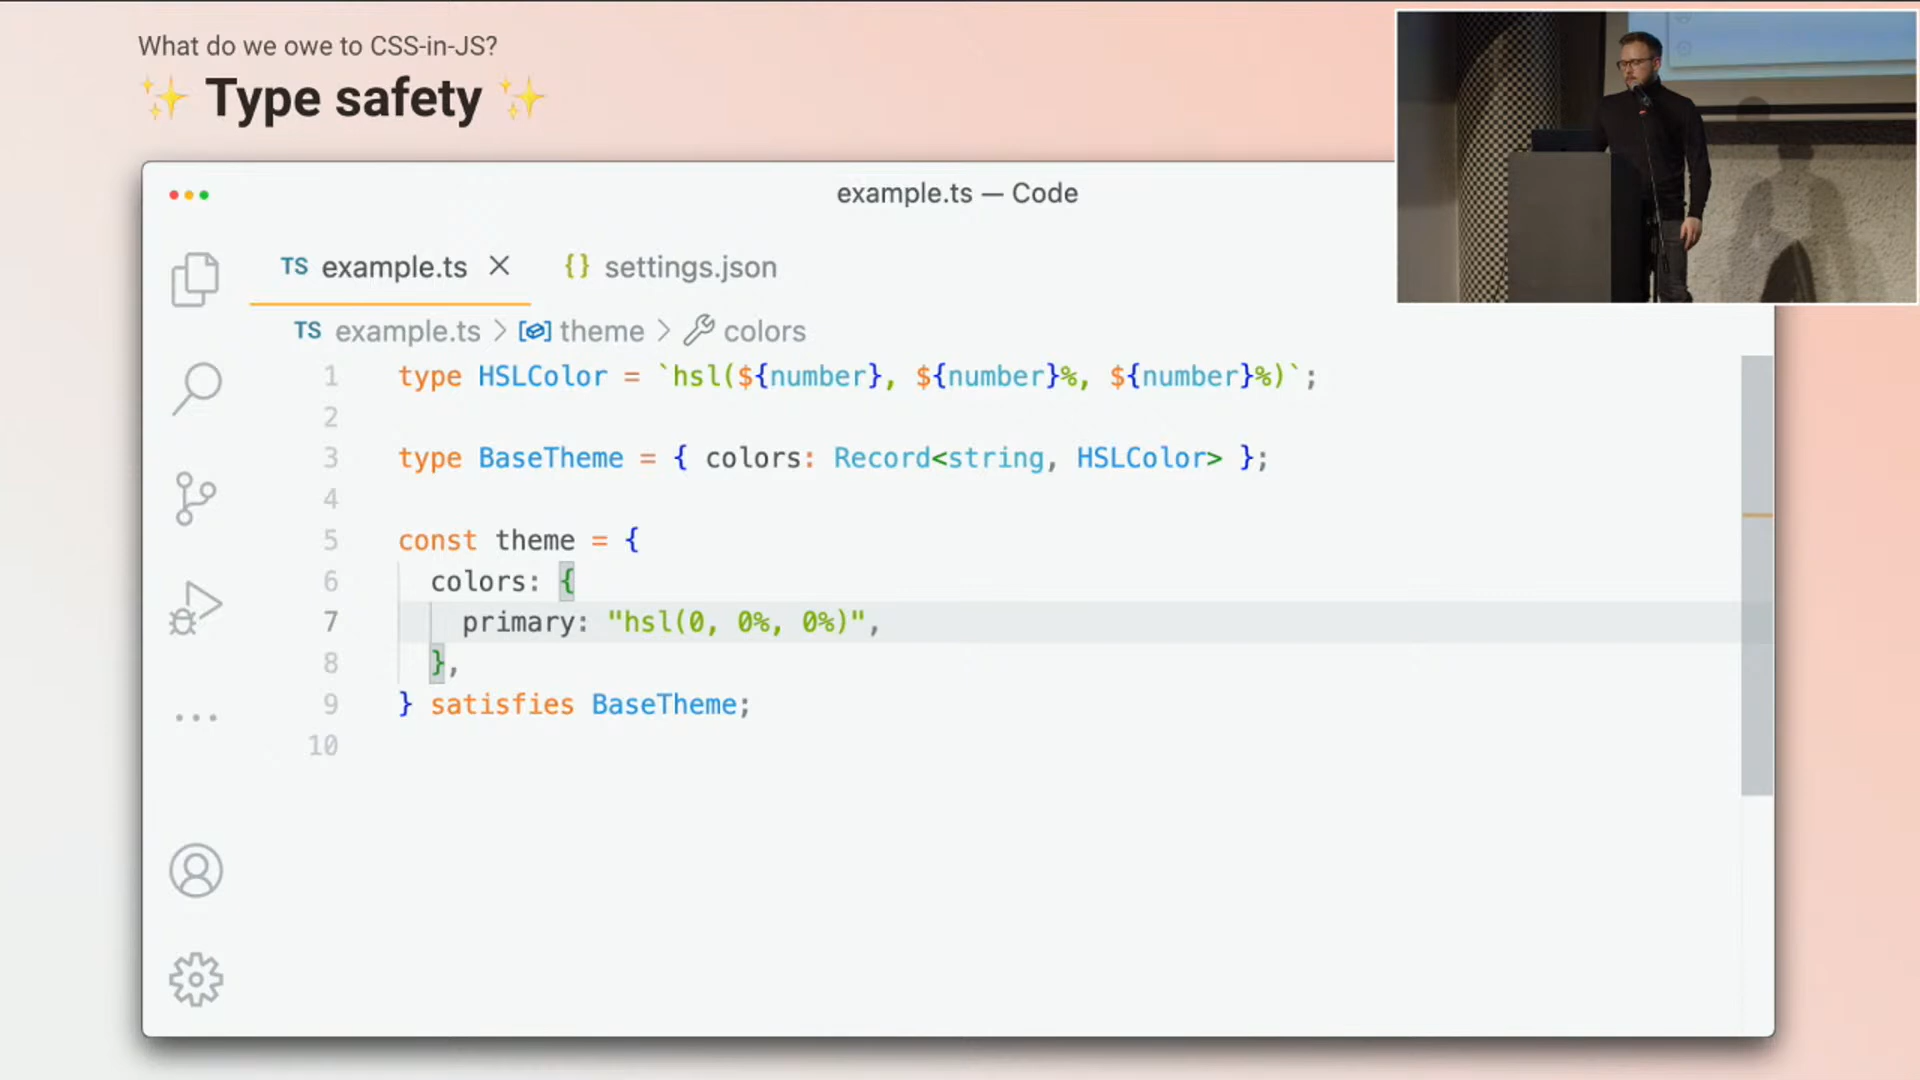 What do we owe to CSS-in-JS?
✨ Type safety ✨
example.ts — Code
TS example.ts × {} settings.json
TS example.ts > theme > colors
1 type HSLColor = `hsl(${number}, ${number}%, ${number}%)`;
2
3 type BaseTheme = { colors: Record<string, HSLColor> };
4
5 const theme = {
6 colors: {
7 primary: "hsl(0, 0%, 0%)",
8 },
9 } satisfies BaseTheme;
10